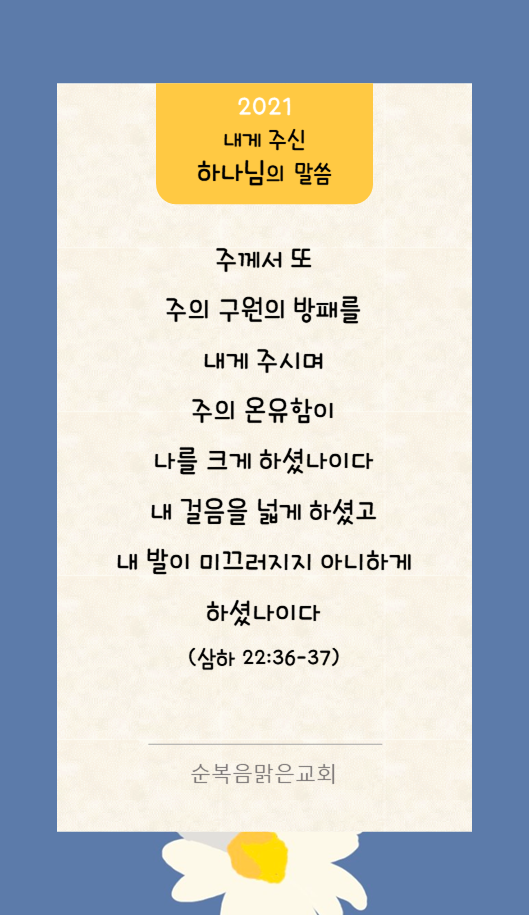 2021
내게 주신
하나님의 말씀
주께서 또
주의 구원의 방패를
내게 주시며
주의 온유함이
나를 크게 하셨나이다
내 걸음을 넓게 하셨고
내 발이 미끄러지지 아니하게
하셨나이다
(삼하 22:36-37)
순복음맑은교회